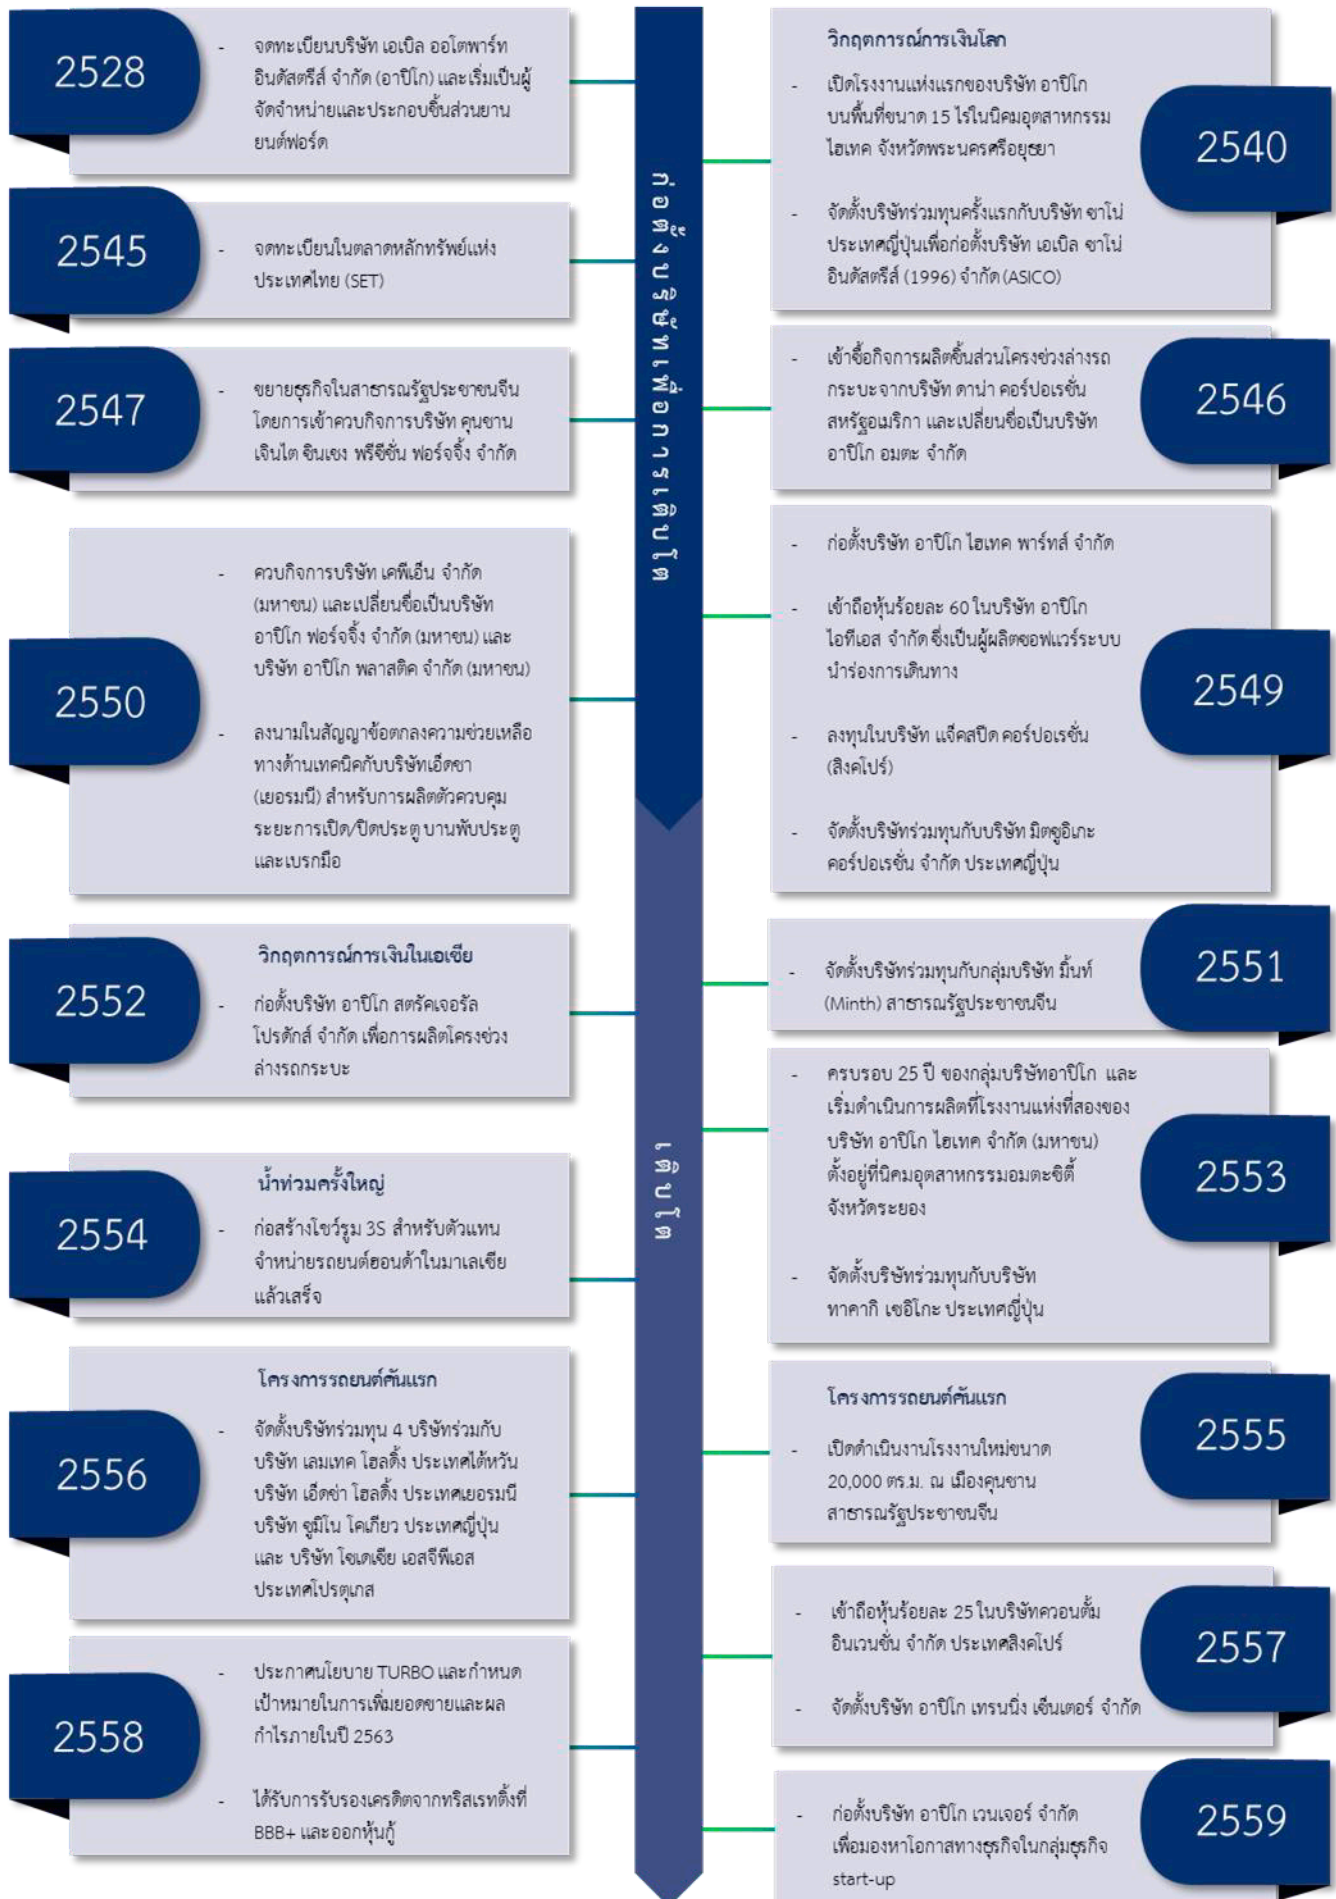 2528
- จดทะเบียนบริษัท เอเบิล ออโตพาร์ท
อินดัสตรีส์ จำกัด (อาปิโก) และเริ่มเป็นผู้
จัดจำหน่ายและประกอบชิ้นส่วนยาน
ยนต์ฟอร์ด
วิกฤตการณ์การเงินโลก
- เปิดโรงงานแห่งแรกของบริษัท อาปิโก
บนพื้นที่ขนาด 15 ไร่ในนิคมอุตสาหกรรม
ไฮเทค จังหวัดพระนครศรีอยุธยา
- จัดตั้งบริษัทร่วมทุนครั้งแรกกับบริษัท ซาโน่
ประเทศญี่ปุ่นเพื่อก่อตั้งบริษัท เอเบิล ซาโน่
อินดัสตรีส์ (1996) จำกัด (ASICO)
2540
ก่อตั้งบริษัทเพื่อการเติบโต
2545
- จดทะเบียนในตลาดหลักทรัพย์แห่ง
ประเทศไทย (SET)
- เข้าซื้อกิจการผลิตชิ้นส่วนโครงช่วงล่างรถ
กระบะจากบริษัท ดาน่า คอร์ปอเรชั่น
สหรัฐอเมริกา และเปลี่ยนชื่อเป็นบริษัท
อาปิโก อมตะ จำกัด
2546
2547
- ขยายธุรกิจในสาธารณรัฐประชาชนจีน
โดยการเข้าควบกิจการบริษัท คุนซาน
เจินไต ชินเชง พรีซีชั่น ฟอร์จจิ้ง จำกัด
- ก่อตั้งบริษัท อาปิโก ไฮเทค พาร์ทส์ จำกัด
- เข้าถือหุ้นร้อยละ 60 ในบริษัท อาปิโก
ไอทีเอส จำกัด ซึ่งเป็นผู้ผลิตซอฟแวร์ระบบ
นำร่องการเดินทาง
- ลงทุนในบริษัท แจ็คสปีด คอร์ปอเรชั่น
(สิงคโปร์)
- จัดตั้งบริษัทร่วมทุนกับบริษัท มิตซูอิเกะ
คอร์ปอเรชั่น จำกัด ประเทศญี่ปุ่น
2549
2550
- ควบกิจการบริษัท เคพีเอ็น จำกัด
(มหาชน) และเปลี่ยนชื่อเป็นบริษัท
อาปิโก ฟอร์จจิ้ง จำกัด (มหาชน) และ
บริษัท อาปิโก พลาสติค จำกัด (มหาชน)
- ลงนามในสัญญาข้อตกลงความช่วยเหลือ
ทางด้านเทคนิคกับบริษัทเอ็ดชา
(เยอรมนี) สำหรับการผลิตตัวควบคุม
ระยะการเปิด/ปิดประตู บานพับประตู
และเบรกมือ
- จัดตั้งบริษัทร่วมทุนกับกลุ่มบริษัท มิ้นท์
(Minth) สาธารณรัฐประชาชนจีน
2551
2552
วิกฤตการณ์การเงินในเอเชีย
- ก่อตั้งบริษัท อาปิโก สตรัคเจอรัล
โปรดักส์ จำกัด เพื่อการผลิตโครงช่วง
ล่างรถกระบะ
- ครบรอบ 25 ปี ของกลุ่มบริษัทอาปิโก และ
เริ่มดำเนินการผลิตที่โรงงานแห่งที่สองของ
บริษัท อาปิโก ไฮเทค จำกัด (มหาชน)
ตั้งอยู่ที่นิคมอุตสาหกรรมอมตะซิตี้
จังหวัดระยอง
- จัดตั้งบริษัทร่วมทุนกับบริษัท
ทาคากิ เซอิโกะ ประเทศญี่ปุ่น
2553
เติบโต
2554
น้ำท่วมครั้งใหญ่
- ก่อสร้างโชว์รูม 3S สำหรับตัวแทน
จำหน่ายรถยนต์ฮอนด้าในมาเลเซีย
แล้วเสร็จ
โครงการรถยนต์คันแรก
- เปิดดำเนินงานโรงงานใหม่ขนาด
20,000 ตร.ม. ณ เมืองคุนซาน
สาธารณรัฐประชาชนจีน
2555
2556
โครงการรถยนต์คันแรก
- จัดตั้งบริษัทร่วมทุน 4 บริษัทร่วมกับ
บริษัท เลมเทค โฮลดิ้ง ประเทศไต้หวัน
บริษัท เอ็ดช่า โฮลดิ้ง ประเทศเยอรมนี
บริษัท ซูมิโน โคเกียว ประเทศญี่ปุ่น
และ บริษัท โซเดเซีย เอสจีพีเอส
ประเทศโปรตุเกส
- เข้าถือหุ้นร้อยละ 25 ในบริษัทควอนตั้ม
อินเวนชั่น จำกัด ประเทศสิงคโปร์
- จัดตั้งบริษัท อาปิโก เทรนนิ่ง เซ็นเตอร์ จำกัด
2557
2558
- ประกาศนโยบาย TURBO และกำหนด
เป้าหมายในการเพิ่มยอดขายและผล
กำไรภายในปี 2563
- ได้รับการรับรองเครดิตจากทริสเรทติ้งที่
BBB+ และออกหุ้นกู้
- ก่อตั้งบริษัท อาปิโก เวนเจอร์ จำกัด
เพื่อมองหาโอกาสทางธุรกิจในกลุ่มธุรกิจ
start-up
2559